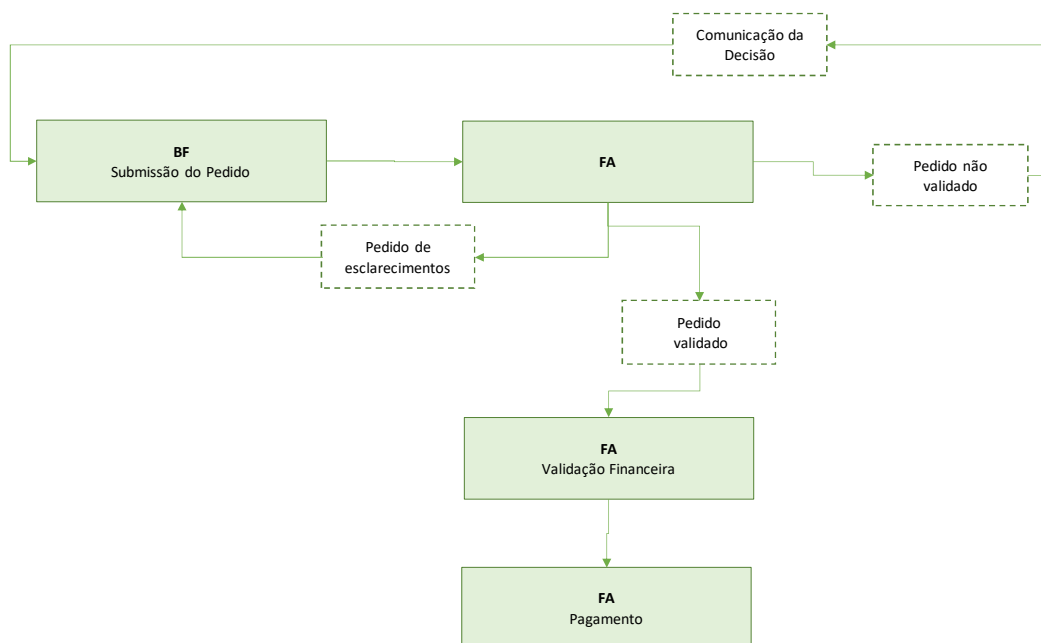 Comunicação da
Decisão
BF
Submissão do Pedido
FA
Pedido não
validado
Pedido de
esclarecimentos
Pedido
validado
FA
Validação Financeira
FA
Pagamento